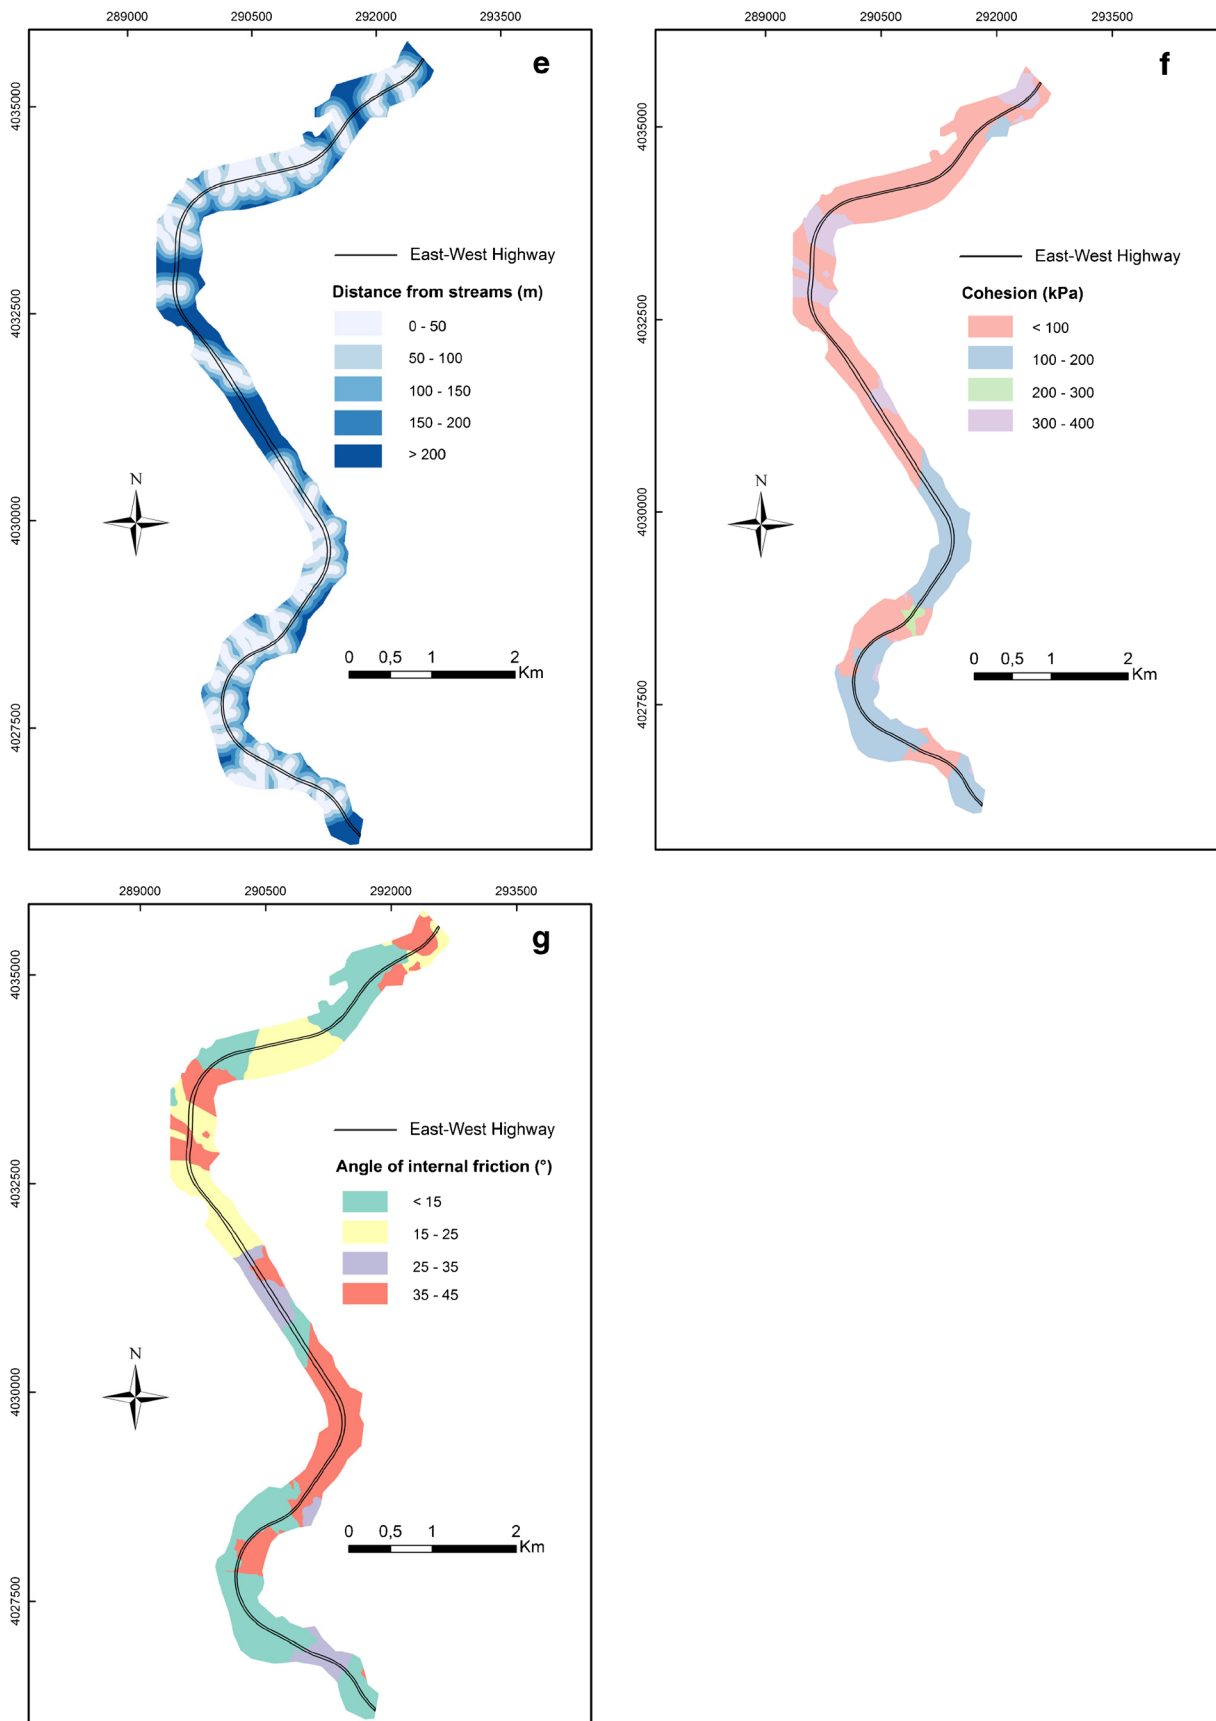 289000 290500 292000 293500
e
4035000
4032500
4030000
4027500
East-West Highway
Distance from streams (m)
0 - 50
50 - 100
100 - 150
150 - 200
> 200
N
0 0,5 1 2
Km
289000 290500 292000 293500
f
4035000
4032500
4030000
4027500
East-West Highway
Cohesion (kPa)
< 100
100 - 200
200 - 300
300 - 400
N
0 0,5 1 2
Km
289000 290500 292000 293500
g
4035000
4032500
4030000
4027500
East-West Highway
Angle of internal friction (°)
< 15
15 - 25
25 - 35
35 - 45
N
0 0,5 1 2
Km